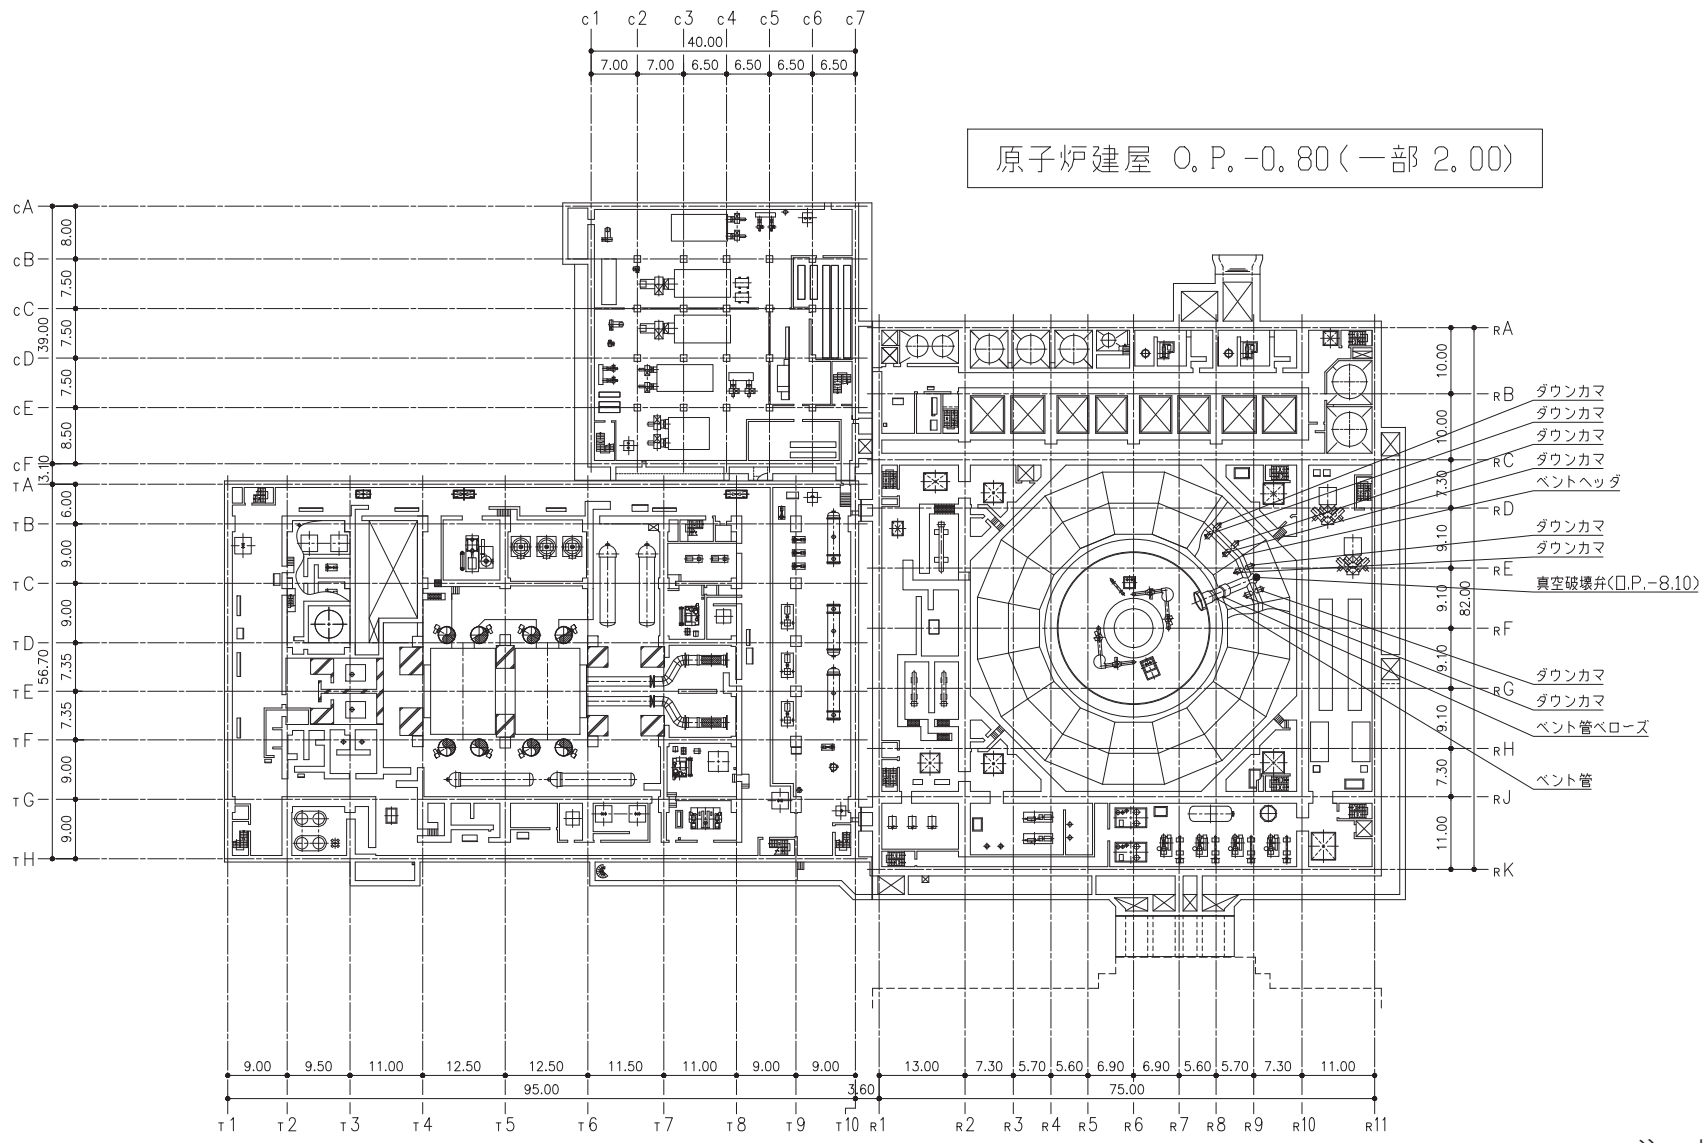 c1 c2 c3 c4 c5 c6 c7
40.00
7.00 7.00 6.50 6.50 6.50 6.50
原子炉建屋 O.P.-0.80(一部 2.00)
cA
8.00
cB
7.50
cC
7.50
39.00
cD
7.50
cE
8.50
cF
3.10
TA
6.00
TB
9.00
TC
9.00
TD
7.35
56.70
TE
7.35
TF
9.00
TG
9.00
TH
RA
10.00
RB
10.00
RC
7.30
RD
9.10
RE
9.10
82.00
RF
9.10
RG
9.10
RH
7.30
RJ
11.00
RK
ダウンカマ
ダウンカマ
ダウンカマ
ダウンカマ
ベントヘッダ
ダウンカマ
ダウンカマ
真空破壊弁(O.P.-8.10)
ダウンカマ
ダウンカマ
ベント管ベローズ
ベント管
9.00 9.50 11.00 12.50 12.50 11.50 11.00 9.00 9.00 13.00 7.30 5.70 5.60 6.90 6.90 5.60 5.70 7.30 11.00
95.00 3.60 75.00
T1 T2 T3 T4 T5 T6 T7 T8 T9 T10 R1 R2 R3 R4 R5 R6 R7 R8 R9 R10 R11